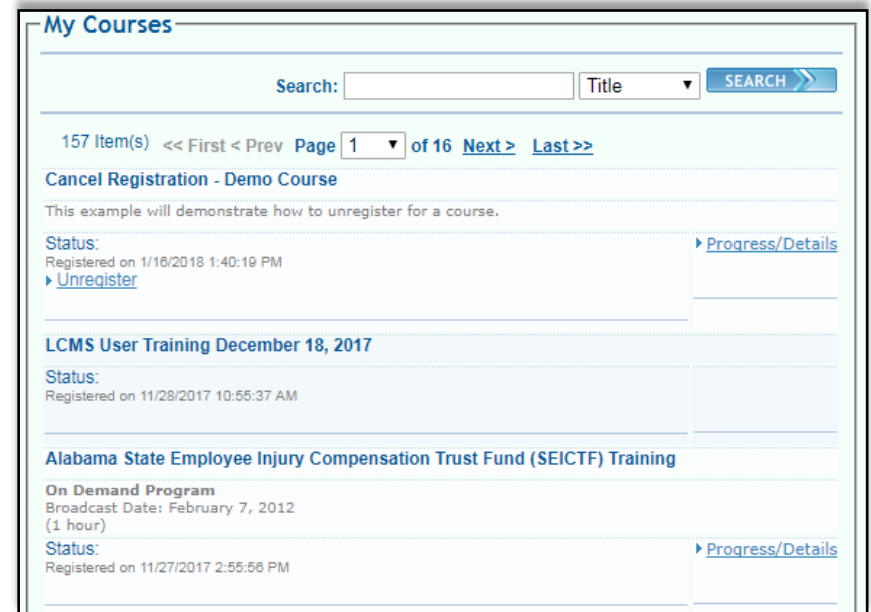 My Courses
Search: Title SEARCH
157 Item(s) << First < Prev Page 1 of 16 Next > Last >>
Cancel Registration - Demo Course
This example will demonstrate how to unregister for a course.
Status: Progress/Details
Registered on 1/16/2018 1:40:19 PM
Unregister
LCMS User Training December 18, 2017
Status:
Registered on 11/28/2017 10:55:37 AM
Alabama State Employee Injury Compensation Trust Fund (SEICTF) Training
On Demand Program
Broadcast Date: February 7, 2012
(1 hour)
Status: Progress/Details
Registered on 11/27/2017 2:55:56 PM